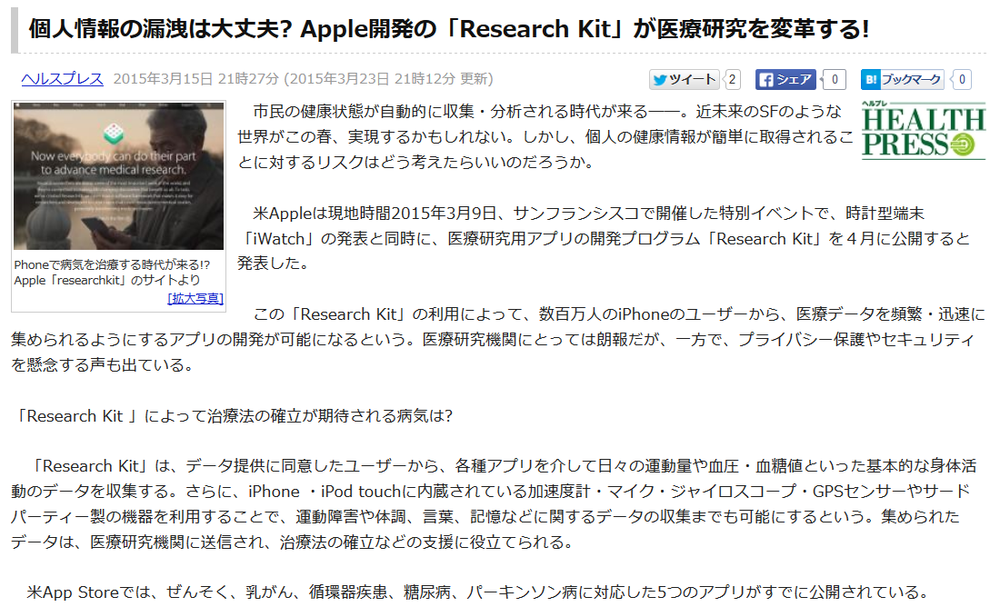 個人情報の漏洩は大丈夫? Apple開発の「Research Kit」が医療研究を変革する!
ヘルスプレス 2015年3月15日 21時27分 (2015年3月23日 21時12分 更新)
ツイート 2 シェア 0 B! ブックマーク 0
Now everybody can do their part
to advance medical research.
Phoneで病気を治療する時代が来る!?
Apple「researchkit」のサイトより
[拡大写真]
ヘルプレ
HEALTH
PRESS
市民の健康状態が自動的に収集・分析される時代が来る――。近未来のSFのような
世界がこの春、実現するかもしれない。しかし、個人の健康情報が簡単に取得されるこ
とに対するリスクはどう考えたらいいのだろうか。
米Appleは現地時間2015年3月9日、サンフランシスコで開催した特別イベントで、時計型端末
「iWatch」の発表と同時に、医療研究用アプリの開発プログラム「Research Kit」を４月に公開すると
発表した。
この「Research Kit」の利用によって、数百万人のiPhoneのユーザーから、医療データを頻繁・迅速に
集められるようにするアプリの開発が可能になるという。医療研究機関にとっては朗報だが、一方で、プライバシー保護やセキュリティ
を懸念する声も出ている。
「Research Kit 」によって治療法の確立が期待される病気は?
「Research Kit」は、データ提供に同意したユーザーから、各種アプリを介して日々の運動量や血圧・血糖値といった基本的な身体活
動のデータを収集する。さらに、iPhone ・iPod touchに内蔵されている加速度計・マイク・ジャイロスコープ・GPSセンサーやサード
パーティー製の機器を利用することで、運動障害や体調、言葉、記憶などに関するデータの収集までも可能にするという。集められた
データは、医療研究機関に送信され、治療法の確立などの支援に役立てられる。
米App Storeでは、ぜんそく、乳がん、循環器疾患、糖尿病、パーキンソン病に対応した5つのアプリがすでに公開されている。